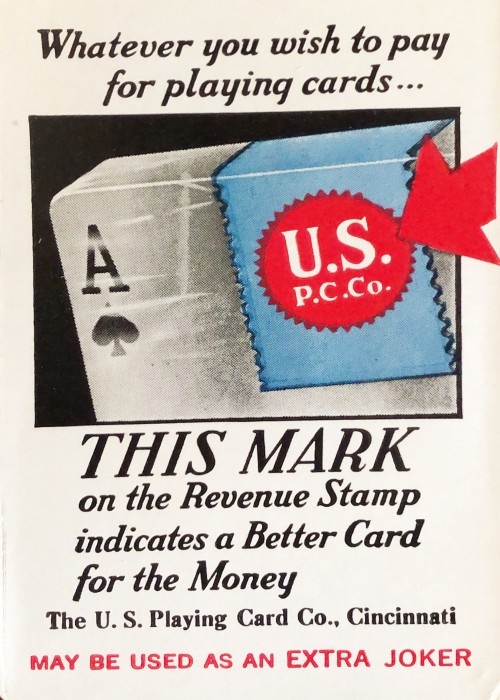 Whatever you wish to pay
for playing cards...
A
U.S.
P.C.Co.
THIS MARK
on the Revenue Stamp
indicates a Better Card
for the Money
The U. S. Playing Card Co., Cincinnati
MAY BE USED AS AN EXTRA JOKER